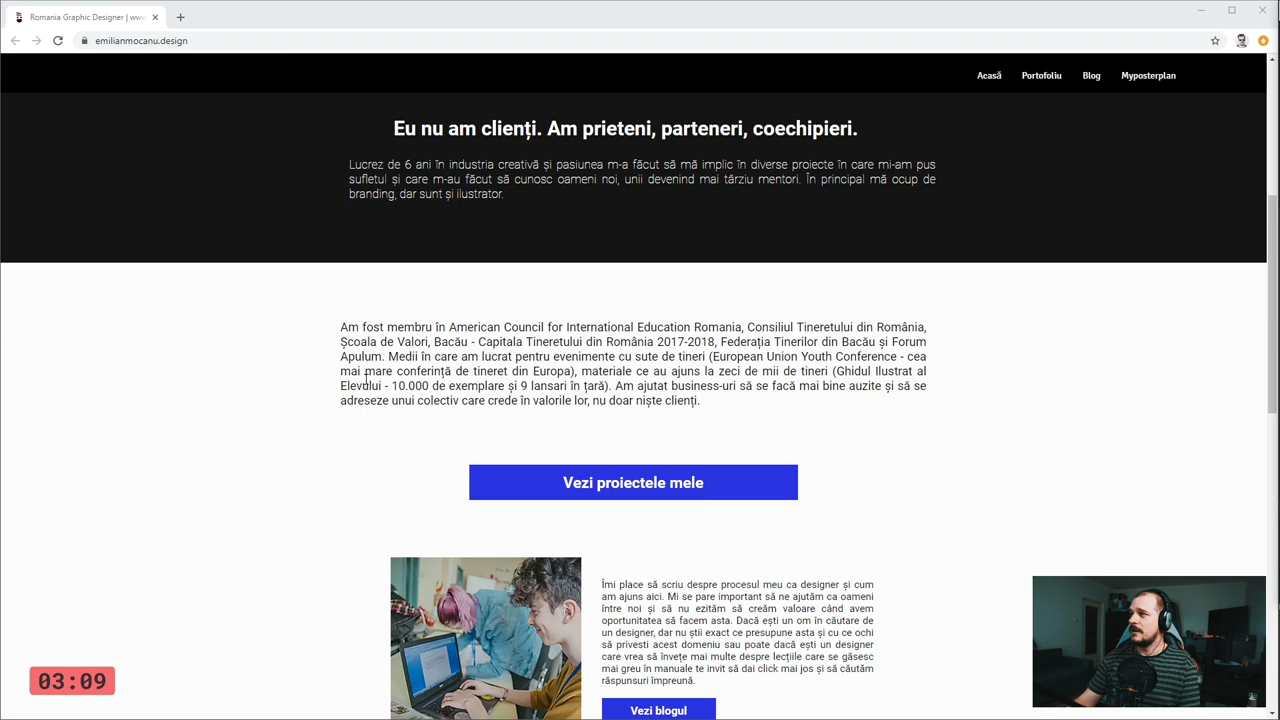 Romania Graphic Designer | www.
emilianmocanu.design
Acasă Portofoliu Blog Myposterplan
Eu nu am clienți. Am prieteni, parteneri, coechipieri.
Lucrez de 6 ani în industria creativă și pasiunea m-a făcut să mă implic în diverse proiecte în care mi-am pus
sufletul și care m-au făcut să cunosc oameni noi, unii devenind mai târziu mentori. În principal mă ocup de
branding, dar sunt și ilustrator.
Am fost membru în American Council for International Education Romania, Consiliul Tineretului din România,
Școala de Valori, Bacău - Capitala Tineretului din România 2017-2018, Federația Tinerilor din Bacău și Forum
Apulum. Medii în care am lucrat pentru evenimente cu sute de tineri (European Union Youth Conference - cea
mai mare conferință de tineret din Europa), materiale ce au ajuns la zeci de mii de tineri (Ghidul Ilustrat al
Elevului - 10.000 de exemplare și 9 lansari în țară). Am ajutat business-uri să se facă mai bine auzite și să se
adreseze unui colectiv care crede în valorile lor, nu doar niște clienți.
Vezi proiectele mele
Îmi place să scriu despre procesul meu ca designer și cum
am ajuns aici. Mi se pare important să ne ajutăm ca oameni
între noi și să nu ezităm să creăm valoare când avem
oportunitatea să facem asta. Dacă ești un om în căutare de
un designer, dar nu știi exact ce presupune asta și cu ce ochi
să privesti acest domeniu sau poate dacă ești un designer
care vrea să învețe mai multe despre lectiile care se găsesc
mai greu în manuale te invit să dai click mai jos și să căutăm
răspunsuri împreună.
Vezi blogul
03:09